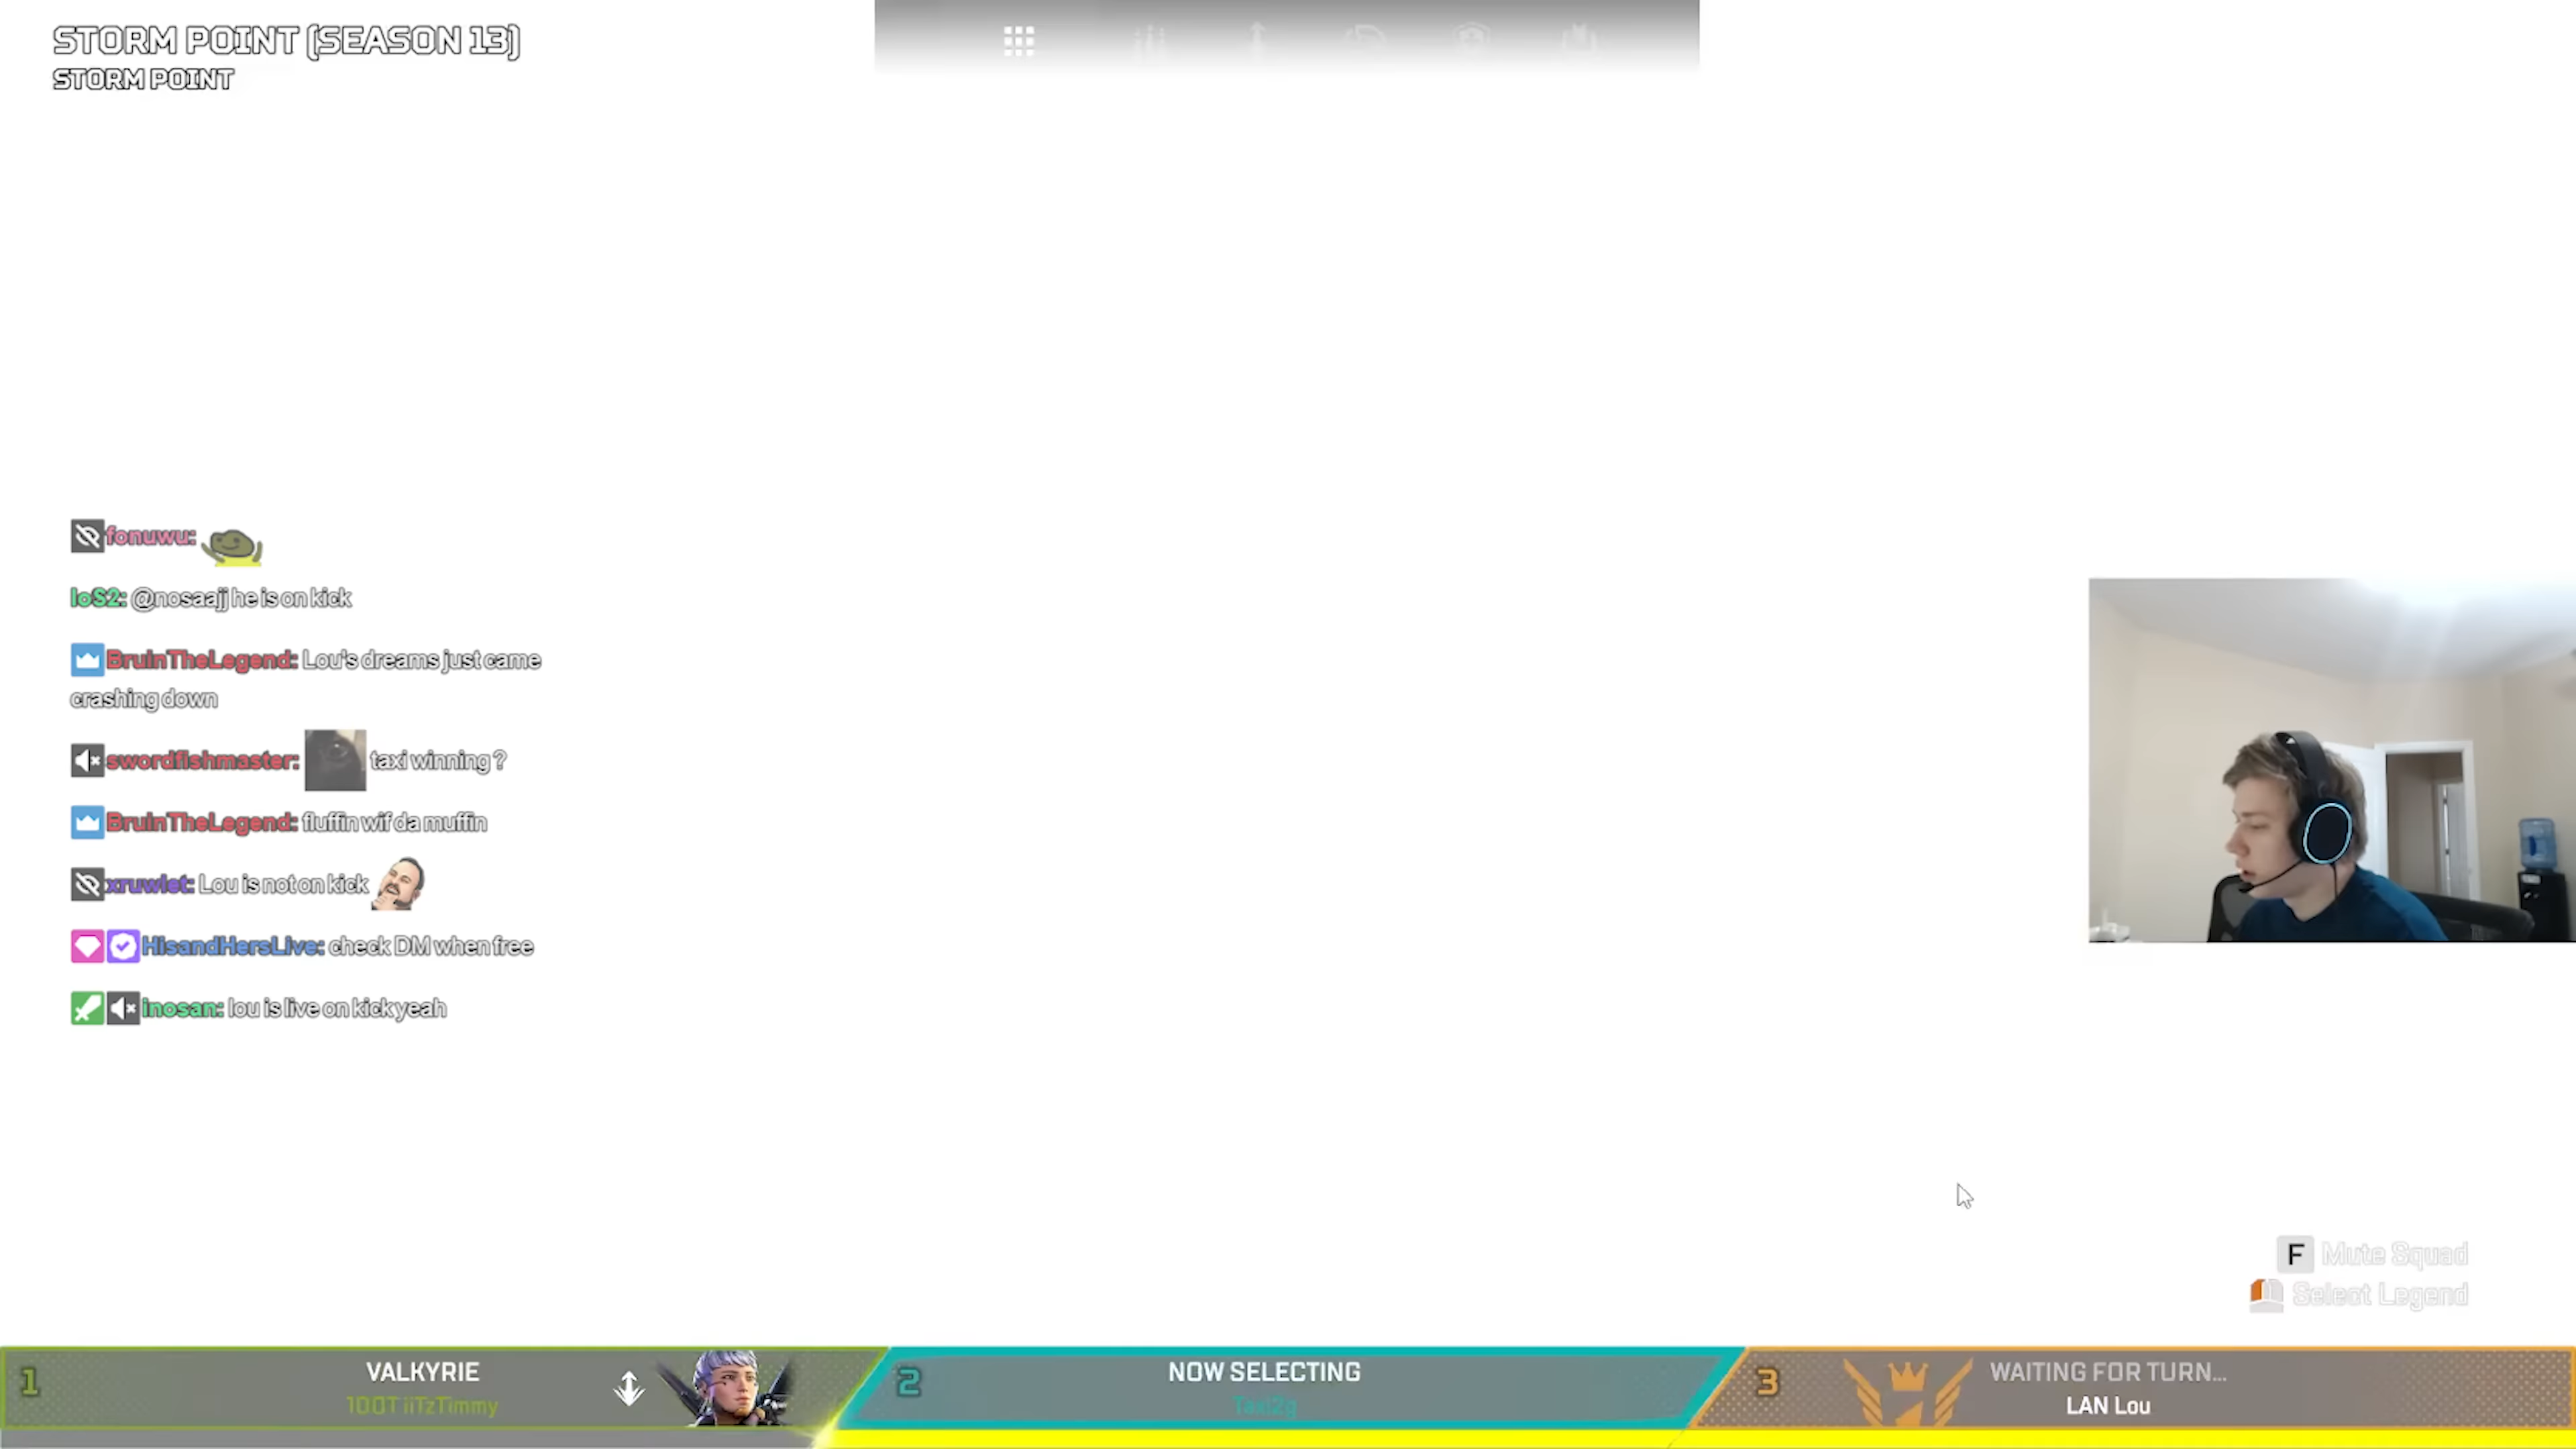 STORM POINT (SEASON 13)
STORM POINT
fonuwu:
loS2: @nosaajj he is on kick
BruinTheLegend: Lou's dreams just came
crashing down
swordfishmaster: taxi winning ?
BruinTheLegend: fluffin wif da muffin
xruwlet: Lou is not on kick
HisandHersLive: check DM when free
inosan: lou is live on kick yeah
F Mute Squad
Select Legend
1 VALKYRIE
100T iiTzTimmy
2 NOW SELECTING
Taxi2g
3 WAITING FOR TURN...
LAN Lou